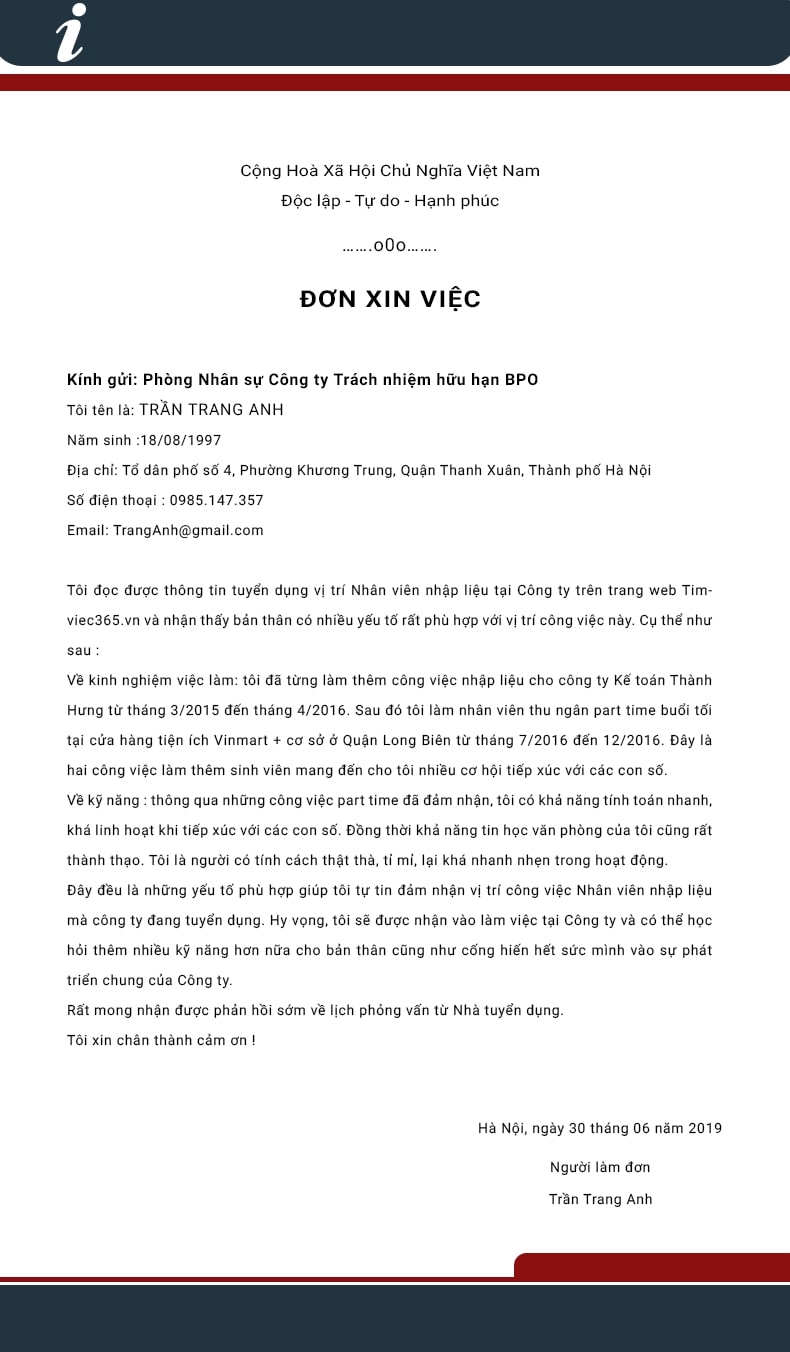 i
Cộng Hoà Xã Hội Chủ Nghĩa Việt Nam
Độc lập - Tự do - Hạnh phúc
…….o0o…….
ĐƠN XIN VIỆC
Kính gửi: Phòng Nhân sự Công ty Trách nhiệm hữu hạn BPO
Tôi tên là: TRẦN TRANG ANH
Năm sinh :18/08/1997
Địa chỉ: Tổ dân phố số 4, Phường Khương Trung, Quận Thanh Xuân, Thành phố Hà Nội
Số điện thoại : 0985.147.357
Email: TrangAnh@gmail.com
Tôi đọc được thông tin tuyển dụng vị trí Nhân viên nhập liệu tại Công ty trên trang web Tim-
viec365.vn và nhận thấy bản thân có nhiều yếu tố rất phù hợp với vị trí công việc này. Cụ thể như
sau :
Về kinh nghiệm việc làm: tôi đã từng làm thêm công việc nhập liệu cho công ty Kế toán Thành
Hưng từ tháng 3/2015 đến tháng 4/2016. Sau đó tôi làm nhân viên thu ngân part time buổi tối
tại cửa hàng tiện ích Vinmart + cơ sở ở Quận Long Biên từ tháng 7/2016 đến 12/2016. Đây là
hai công việc làm thêm sinh viên mang đến cho tôi nhiều cơ hội tiếp xúc với các con số.
Về kỹ năng : thông qua những công việc part time đã đảm nhận, tôi có khả năng tính toán nhanh,
khá linh hoạt khi tiếp xúc với các con số. Đồng thời khả năng tin học văn phòng của tôi cũng rất
thành thạo. Tôi là người có tính cách thật thà, tỉ mỉ, lại khá nhanh nhẹn trong hoạt động.
Đây đều là những yếu tố phù hợp giúp tôi tự tin đảm nhận vị trí công việc Nhân viên nhập liệu
mà công ty đang tuyển dụng. Hy vọng, tôi sẽ được nhận vào làm việc tại Công ty và có thể học
hỏi thêm nhiều kỹ năng hơn nữa cho bản thân cũng như cống hiến hết sức mình vào sự phát
triển chung của Công ty.
Rất mong nhận được phản hồi sớm về lịch phỏng vấn từ Nhà tuyển dụng.
Tôi xin chân thành cảm ơn !
Hà Nội, ngày 30 tháng 06 năm 2019
Người làm đơn
Trần Trang Anh